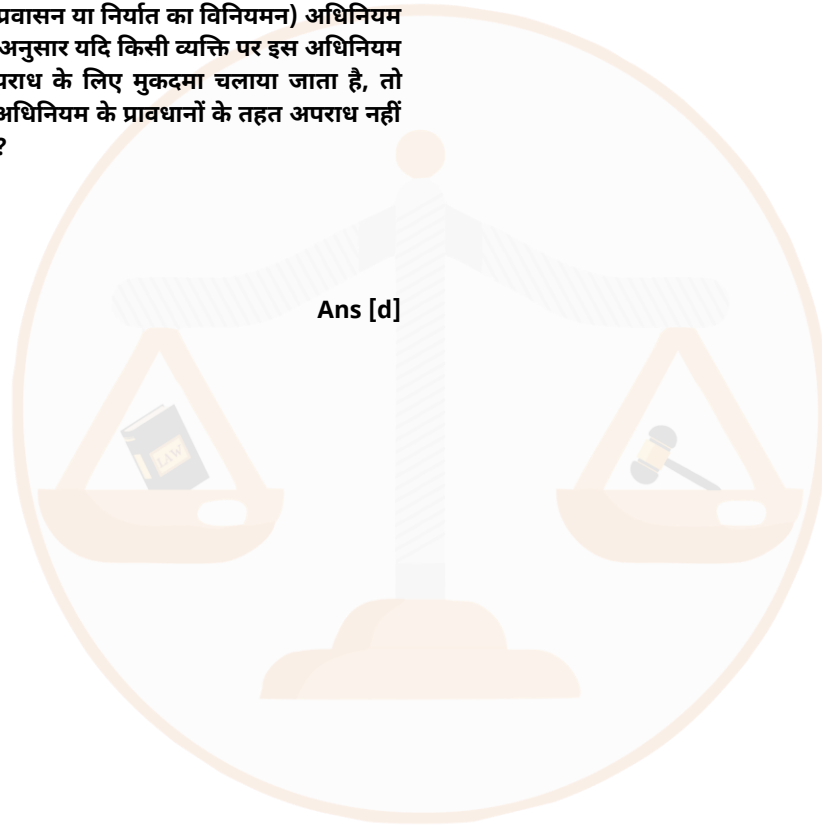 प्रवासन या निर्यात का विनियमन) अधिनियम
अनुसार यदि किसी व्यक्ति पर इस अधिनियम
पराध के लिए मुकदमा चलाया जाता है, तो
अधिनियम के प्रावधानों के तहत अपराध नहीं
?
Ans [d]
LAW